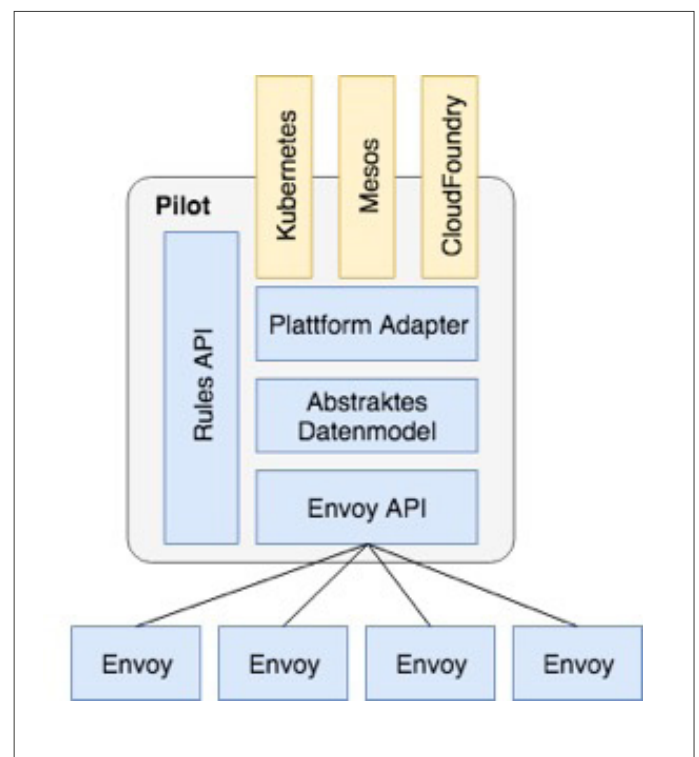 Kubernetes
Mesos
CloudFoundry
Pilot
Rules API
Plattform Adapter
Abstraktes
Datenmodel
Envoy API
Envoy
Envoy
Envoy
Envoy